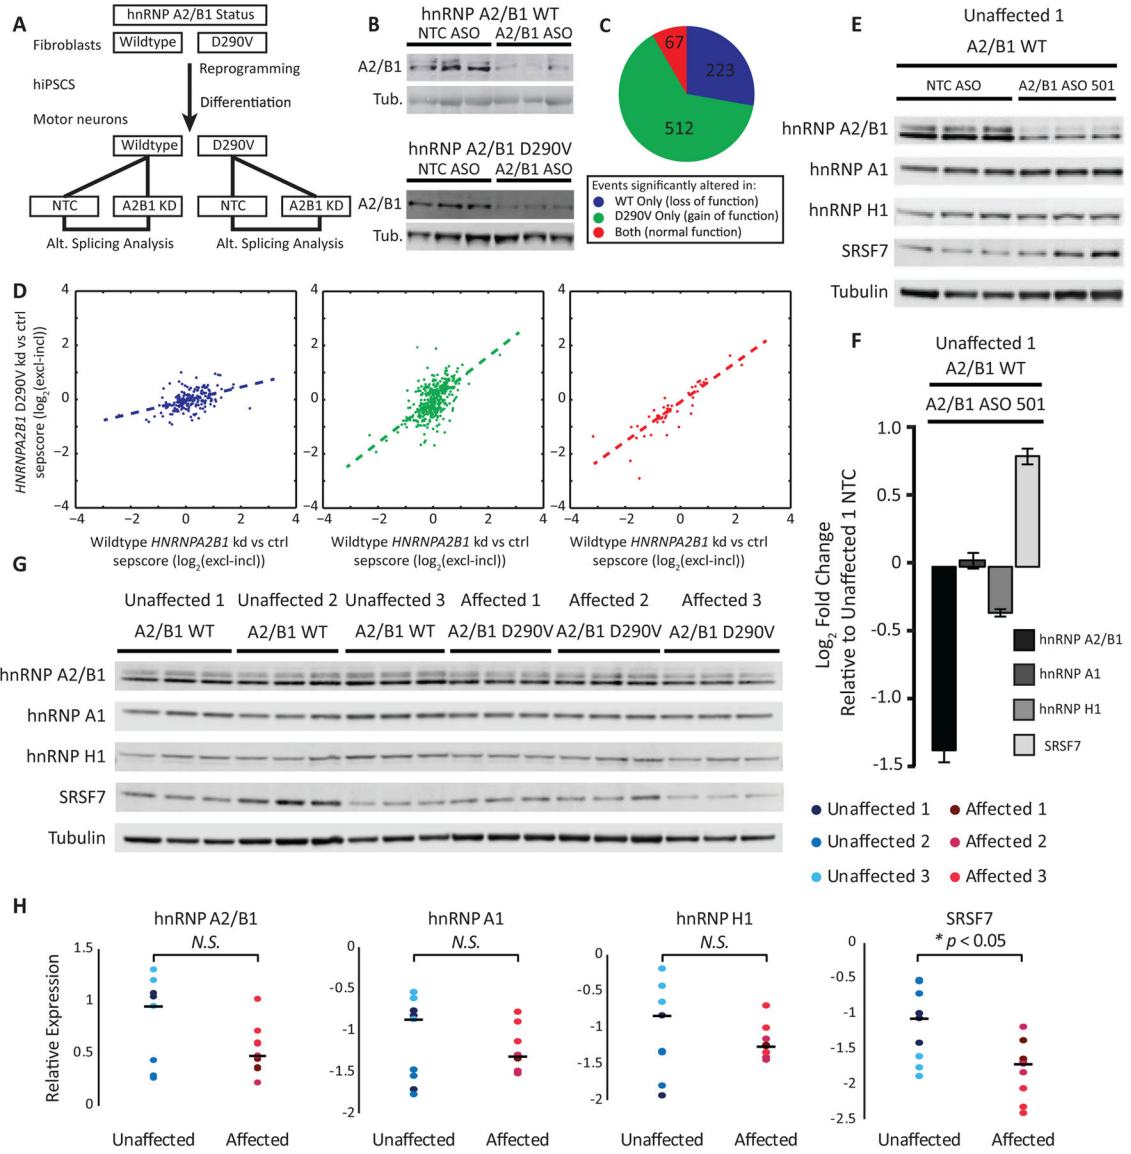 A
hnRNP A2/B1 Status
Fibroblasts
Wildtype
D290V
hiPSCS
Reprogramming
Differentiation
Motor neurons
Wildtype
D290V
NTC
A2B1 KD
NTC
A2B1 KD
Alt. Splicing Analysis
Alt. Splicing Analysis
B
hnRNP A2/B1 WT
NTC ASO A2/B1 ASO
A2/B1
Tub.
hnRNP A2/B1 D290V
NTC ASO A2/B1 ASO
A2/B1
Tub.
C
67
223
512
Events significantly altered in:
WT Only (loss of function)
D290V Only (gain of function)
Both (normal function)
D
HNRNPA2B1 D290V kd vs ctrl
sepscore (log2(excl-incl))
4
2
0
−2
−4
−4 −2 0 2 4
Wildtype HNRNPA2B1 kd vs ctrl
sepscore (log2(excl-incl))
4
2
0
−2
−4
−4 −2 0 2 4
Wildtype HNRNPA2B1 kd vs ctrl
sepscore (log2(excl-incl))
4
2
0
−2
−4
−4 −2 0 2 4
Wildtype HNRNPA2B1 kd vs ctrl
sepscore (log2(excl-incl))
E
Unaffected 1
A2/B1 WT
NTC ASO A2/B1 ASO 501
hnRNP A2/B1
hnRNP A1
hnRNP H1
SRSF7
Tubulin
F
Unaffected 1
A2/B1 WT
A2/B1 ASO 501
Log2 Fold Change
Relative to Unaffected 1 NTC
1.0
0.5
0
-0.5
-1.0
-1.5
hnRNP A2/B1
hnRNP A1
hnRNP H1
SRSF7
G
Unaffected 1 Unaffected 2 Unaffected 3 Affected 1 Affected 2 Affected 3
A2/B1 WT A2/B1 WT A2/B1 WT A2/B1 D290V A2/B1 D290V A2/B1 D290V
hnRNP A2/B1
hnRNP A1
hnRNP H1
SRSF7
Tubulin
Unaffected 1 Affected 1
Unaffected 2 Affected 2
Unaffected 3 Affected 3
H
Relative Expression
hnRNP A2/B1
N.S.
1.5
1
0.5
0
Unaffected Affected
hnRNP A1
N.S.
0
-0.5
-1
-1.5
-2
Unaffected Affected
hnRNP H1
N.S.
0
-0.5
-1
-1.5
-2
Unaffected Affected
SRSF7
* p < 0.05
0
-0.5
-1
-1.5
-2
-2.5
Unaffected Affected